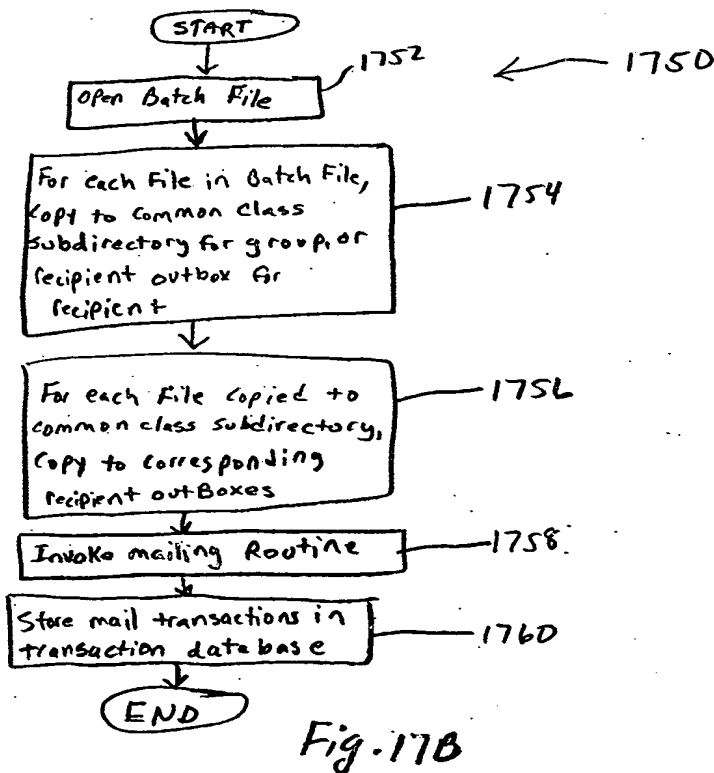 START
1752
1750
Open Batch File
For each File in Batch File,
copy to common class
subdirectory for group, or
recipient outbox for
recipient
1754
For each File copied to
common class subdirectory,
copy to corresponding
recipient outBoxes
1756
Invoke mailing Routine
1758
Store mail transactions in
transaction database
1760
END
Fig. 17B